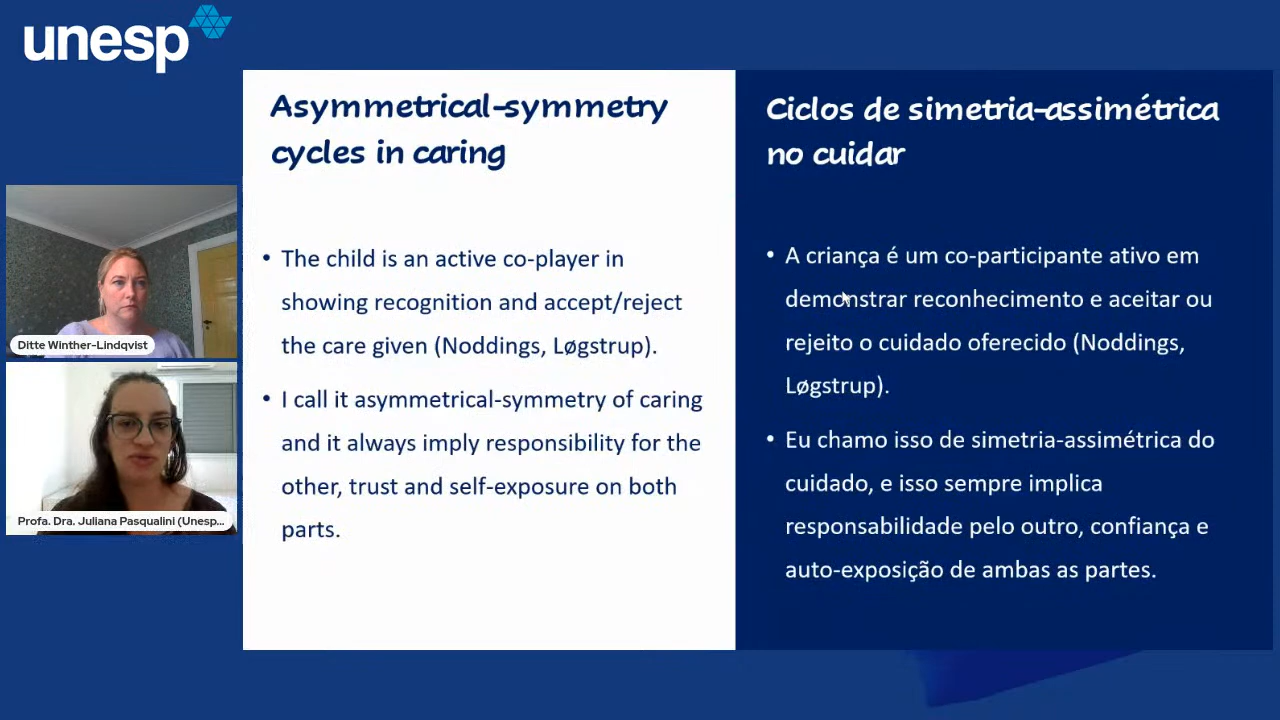 unesp
Asymmetrical-symmetry
cycles in caring
• The child is an active co-player in
showing recognition and accept/reject
the care given (Noddings, Løgstrup).
• I call it asymmetrical-symmetry of caring
and it always imply responsibility for the
other, trust and self-exposure on both
parts.
Ciclos de simetria-assimétrica
no cuidar
• A criança é um co-participante ativo em
demonstrar reconhecimento e aceitar ou
rejeito o cuidado oferecido (Noddings,
Løgstrup).
• Eu chamo isso de simetria-assimétrica do
cuidado, e isso sempre implica
responsabilidade pelo outro, confiança e
auto-exposição de ambas as partes.
Ditte Winther-Lindqvist
Profa. Dra. Juliana Pasqualini (Unesp...